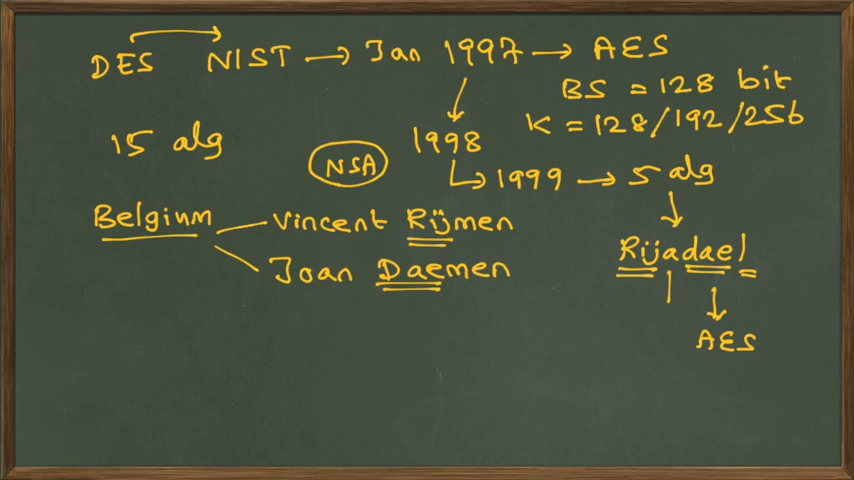 DES NIST → Jan 1997 → AES
BS = 128 bit
K = 128/192/256
15 alg
1998
NSA
1999 → 5 alg
Belgium
Vincent Rijmen
Joan Daemen
Rijadael
AES